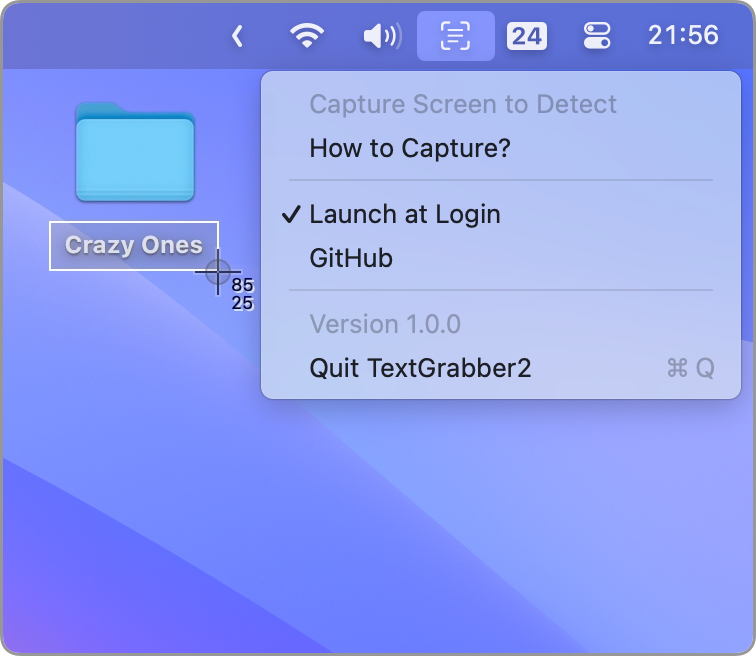 24
21:56
Capture Screen to Detect
How to Capture?
✓ Launch at Login
GitHub
Version 1.0.0
Quit TextGrabber2 ⌘ Q
Crazy Ones
85
25